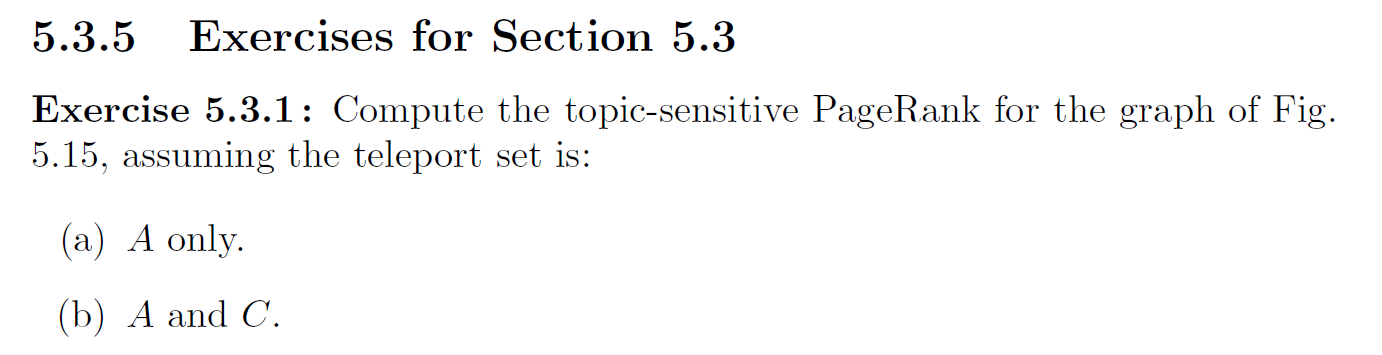 5.3.5 Exercises for Section 5.3
Exercise 5.3.1: Compute the topic-sensitive PageRank for the graph of Fig.
5.15, assuming the teleport set is:
(a) A only.
(b) A and C.